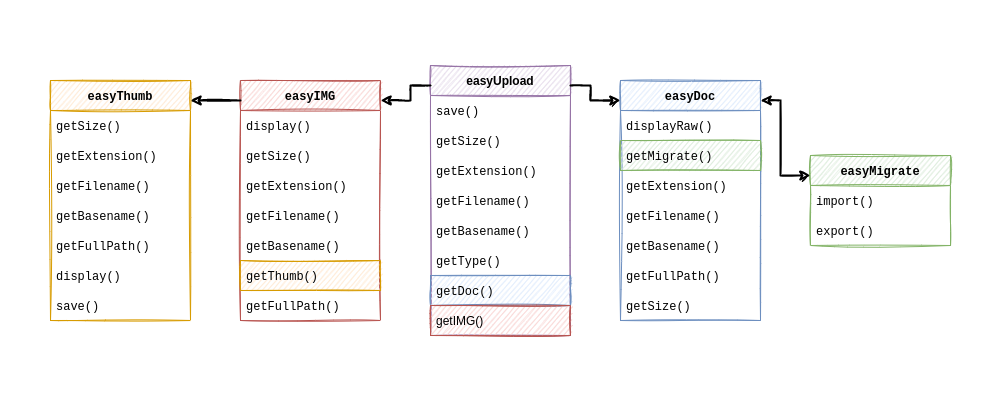 easyThumb
getSize()
getExtension()
getFilename()
getBasename()
getFullPath()
display()
save()
easyIMG
display()
getSize()
getExtension()
getFilename()
getBasename()
getThumb()
getFullPath()
easyUpload
save()
getSize()
getExtension()
getFilename()
getBasename()
getType()
getDoc()
getIMG()
easyDoc
displayRaw()
getMigrate()
getExtension()
getFilename()
getBasename()
getFullPath()
getSize()
easyMigrate
import()
export()